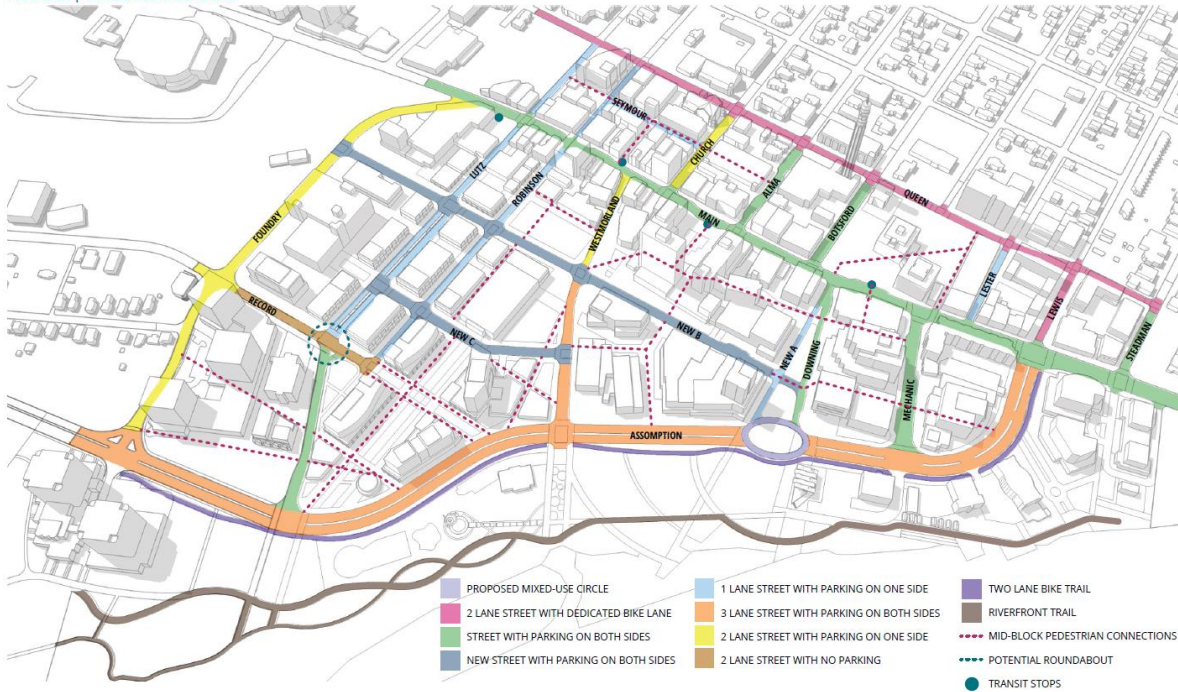 SEYMOUR
CHURCH
LUTZ
ROBINSON
ALMA
QUEEN
FOUNDRY
WESTMORLAND
MAIN
BOTSFORD
LESTER
RECORD
NEW C
NEW B
NEW A
DOWNING
LEWIS
STEADMAN
MECHANIC
ASSOMPTION
PROPOSED MIXED-USE CIRCLE
2 LANE STREET WITH DEDICATED BIKE LANE
STREET WITH PARKING ON BOTH SIDES
NEW STREET WITH PARKING ON BOTH SIDES
1 LANE STREET WITH PARKING ON ONE SIDE
3 LANE STREET WITH PARKING ON BOTH SIDES
2 LANE STREET WITH PARKING ON ONE SIDE
2 LANE STREET WITH NO PARKING
TWO LANE BIKE TRAIL
RIVERFRONT TRAIL
MID-BLOCK PEDESTRIAN CONNECTIONS
POTENTIAL ROUNDABOUT
TRANSIT STOPS